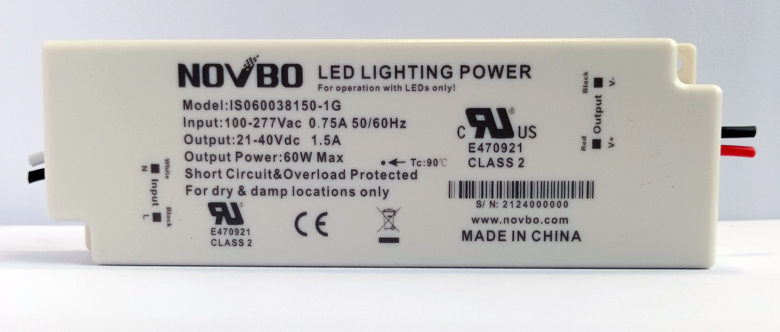 NOVBO LED LIGHTING POWER
For operation with LEDs only!
Model:IS060038150-1G
Input:100-277Vac 0.75A 50/60Hz
Output:21-40Vdc 1.5A
Output Power:60W Max
Tc:90℃
Short Circuit&Overload Protected
For dry & damp locations only
White
N
Input
Black
L
E470921
CLASS 2
CE
C RU US
E470921
CLASS 2
Black
V-
Output
Red
V+
S/ N: 2124000000
www.novbo.com
MADE IN CHINA